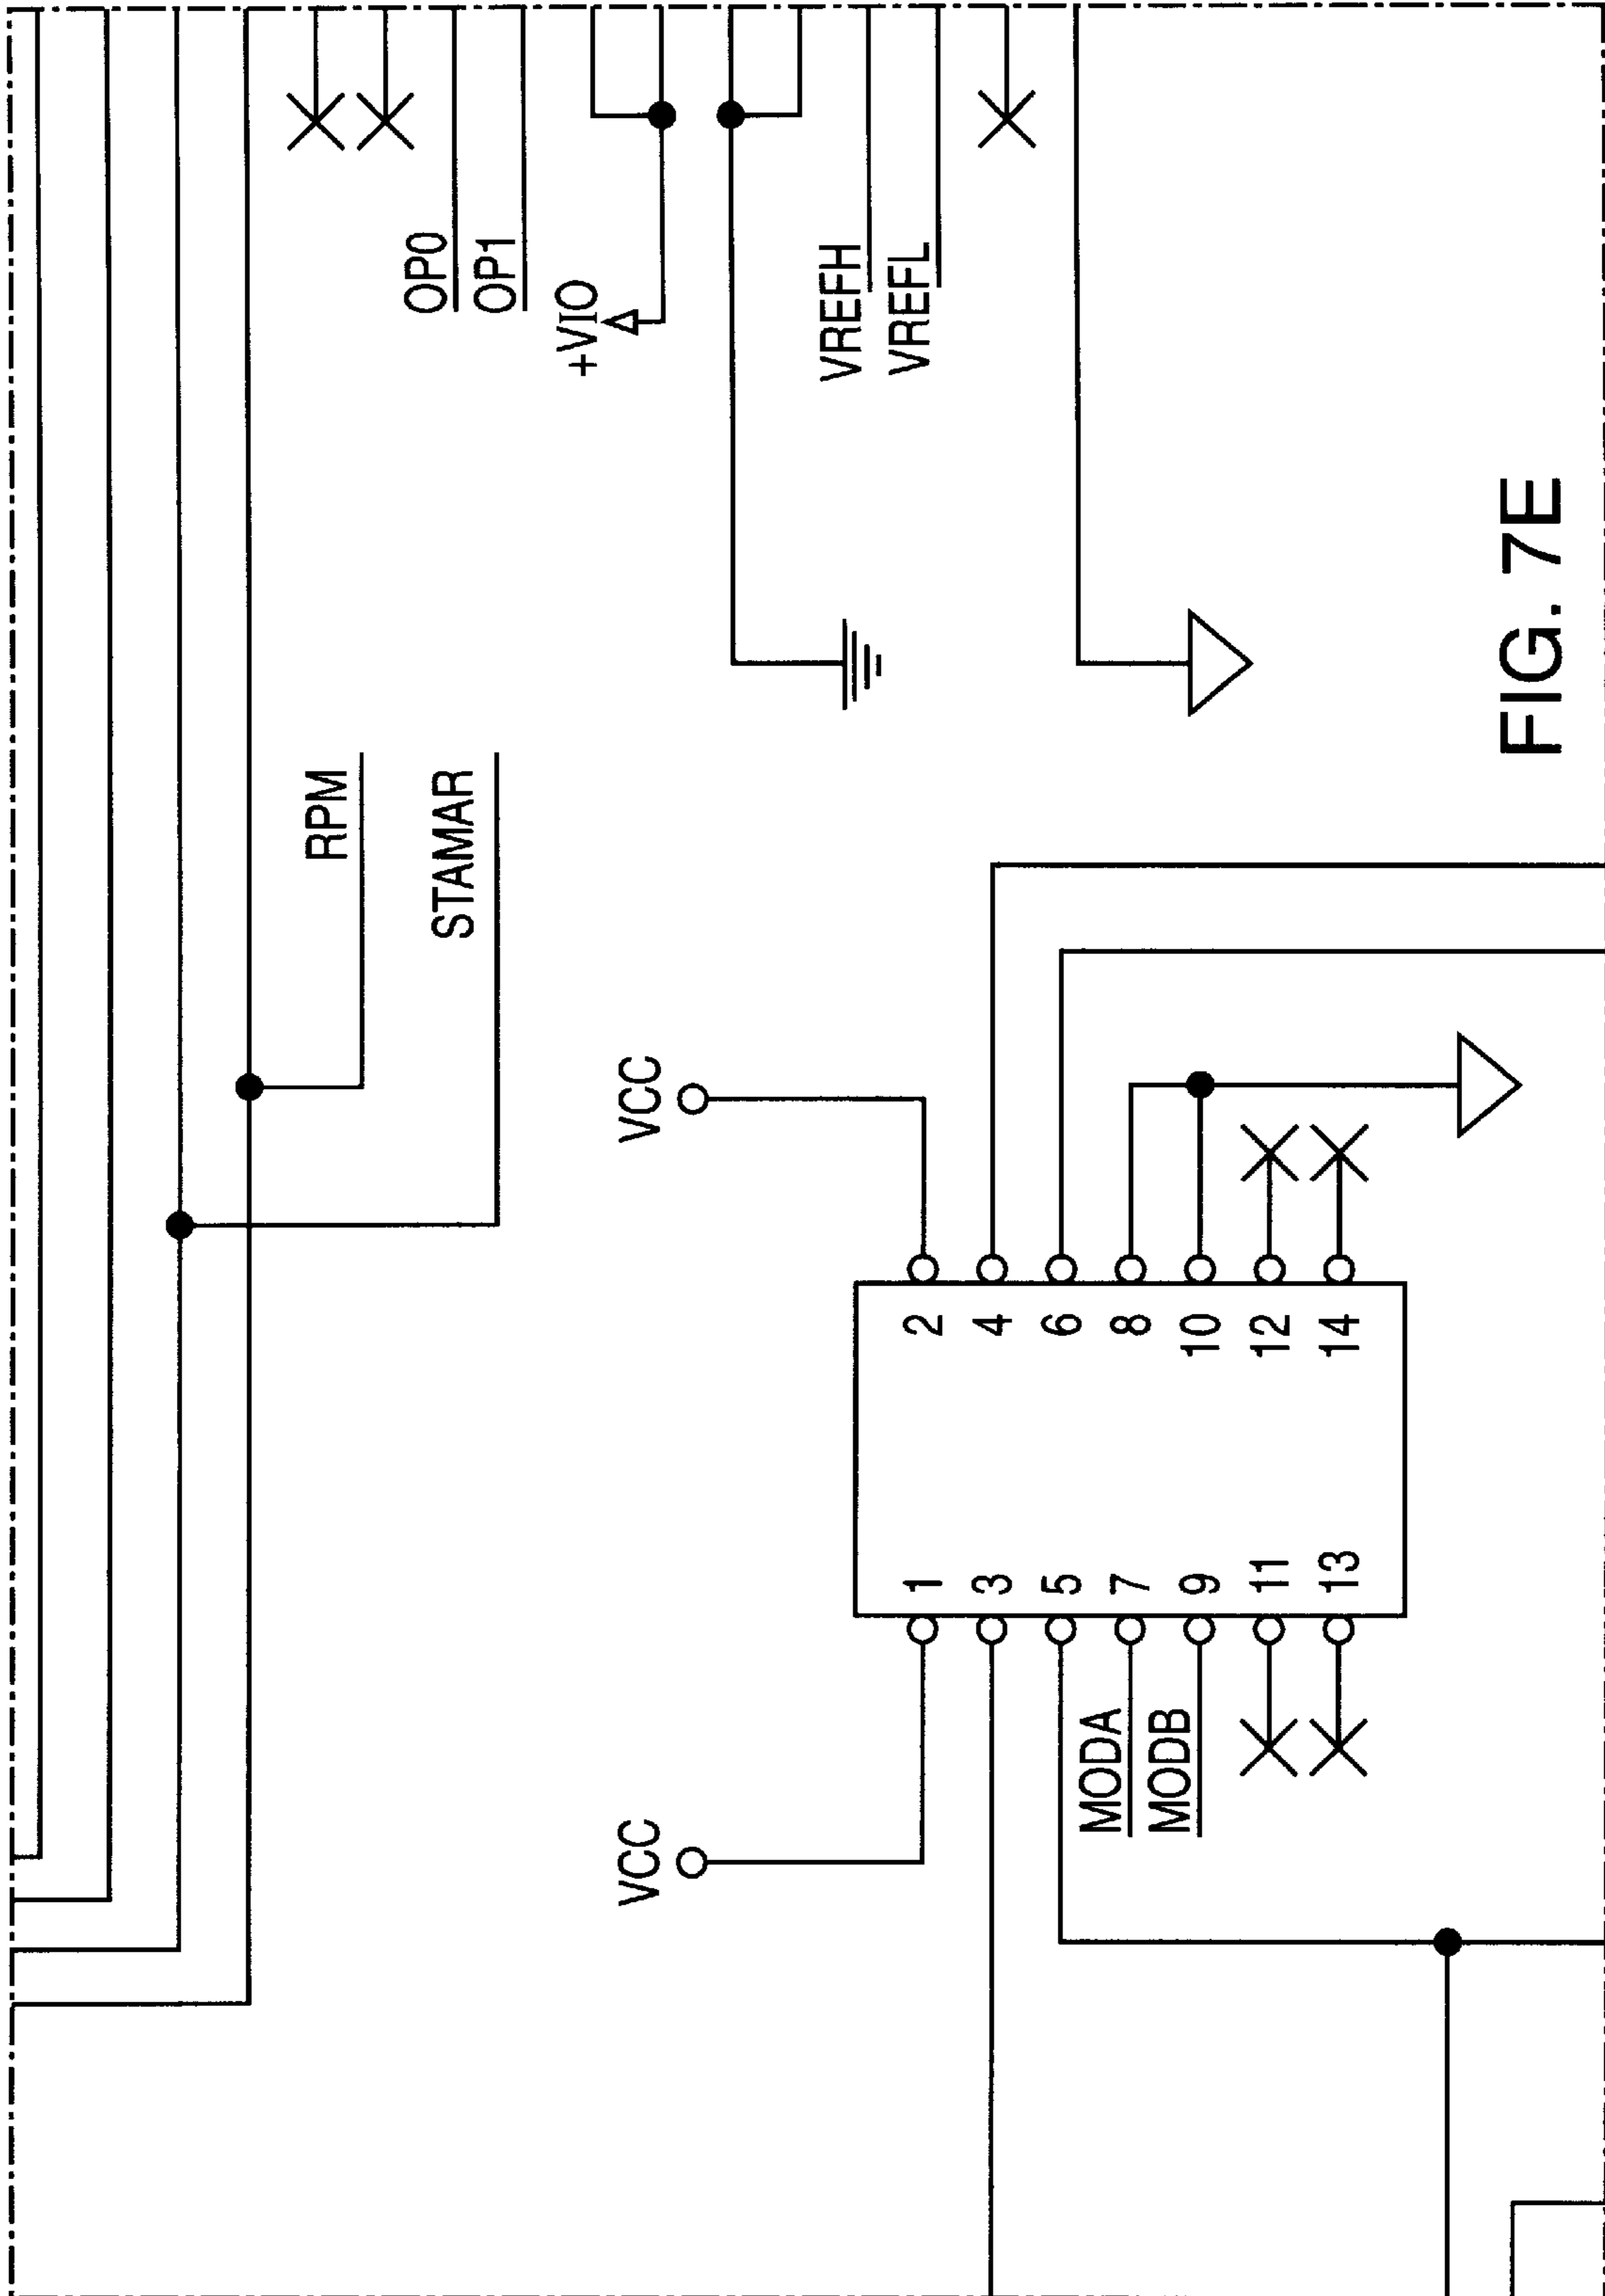 RPM
STAMAR
OP0
OP1
+VIO
VREFH
VREFL
VCC
VCC
1 2
3 4
5 6
MODA 7 8
MODB 9 10
11 12
13 14
FIG. 7E